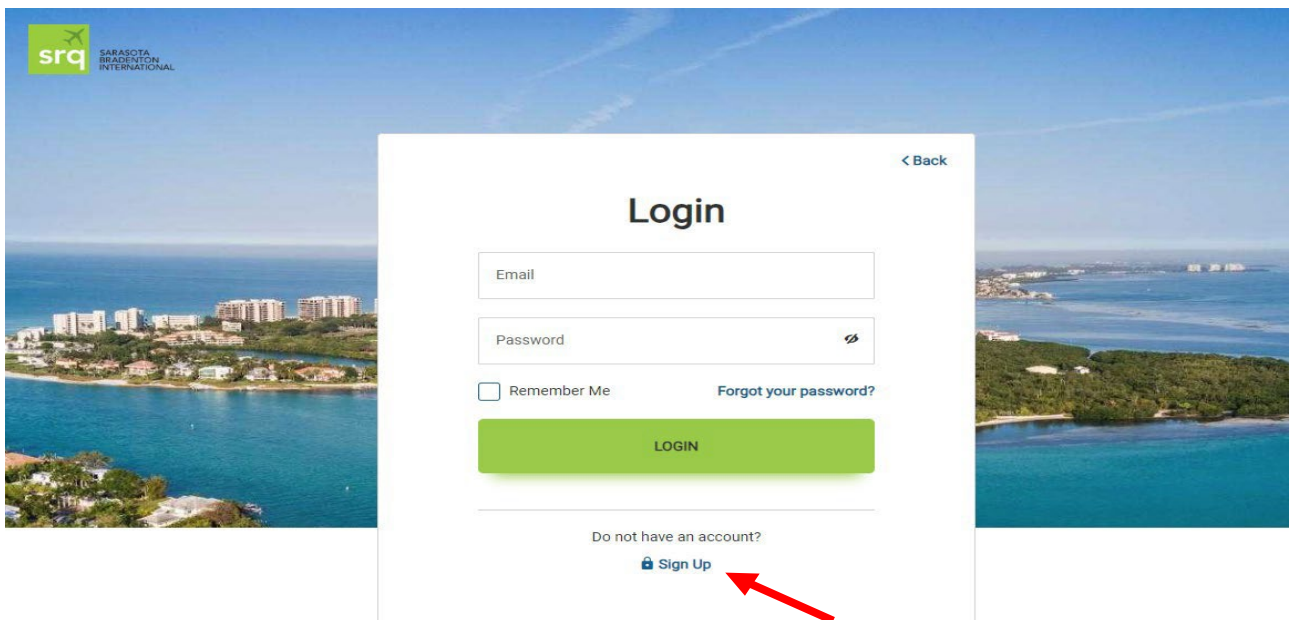 srq
SARASOTA
BRADENTON
INTERNATIONAL
< Back
Login
Email
Password
Remember Me
Forgot your password?
LOGIN
Do not have an account?
Sign Up